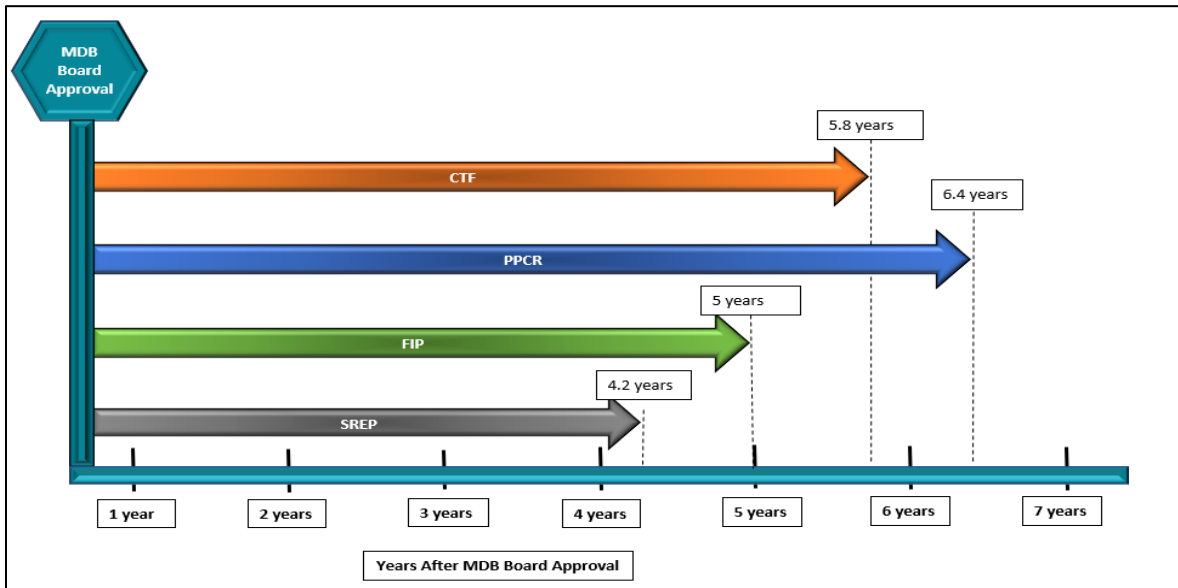 MDB
Board
Approval
5.8 years
CTF
6.4 years
PPCR
5 years
FIP
4.2 years
SREP
1 year
2 years
3 years
4 years
5 years
6 years
7 years
Years After MDB Board Approval